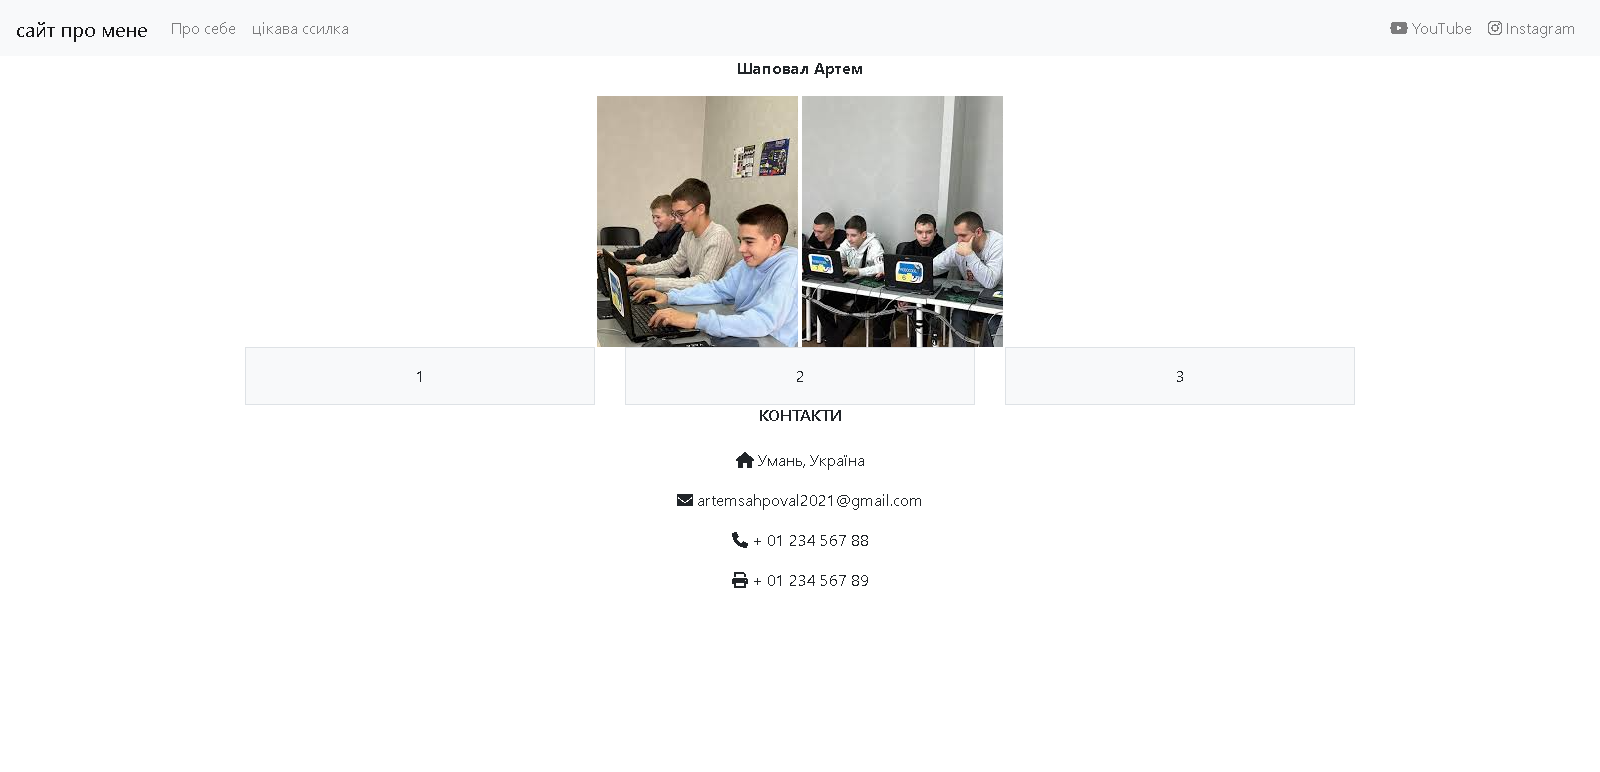 сайт про мене Про себе цікава ссилка YouTube Instagram
Шаповал Артем
1 2 3
КОНТАКТИ
Умань, Україна
artemsahpoval2021@gmail.com
+ 01 234 567 88
+ 01 234 567 89